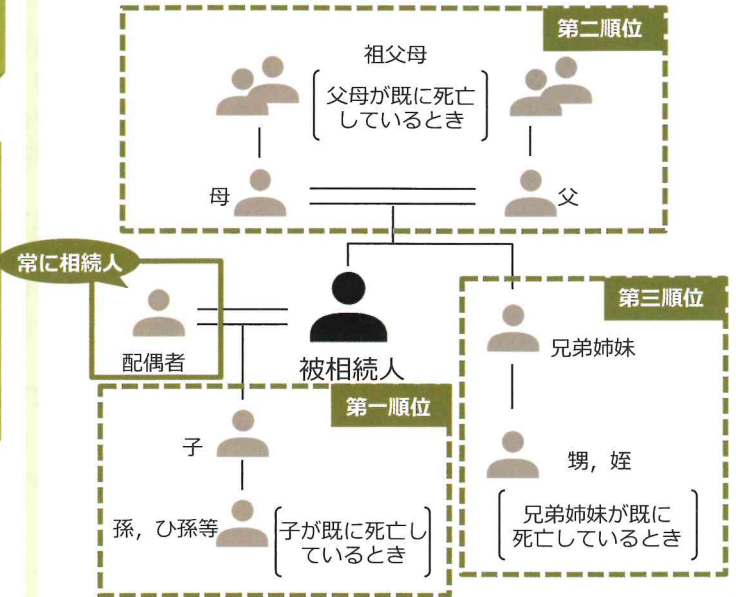 第二順位
祖父母
父母が既に死亡
しているとき
母
父
常に相続人
配偶者
被相続人
第三順位
兄弟姉妹
甥，姪
兄弟姉妹が既に
死亡しているとき
第一順位
子
孫，ひ孫等
子が既に死亡し
ているとき